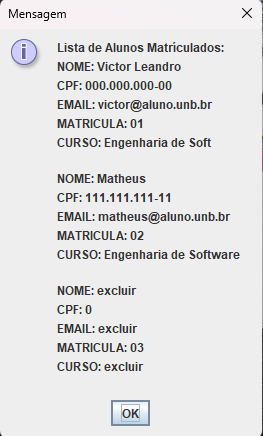 Mensagem
Lista de Alunos Matriculados:
NOME: Victor Leandro
CPF: 000.000.000-00
EMAIL: victor@aluno.unb.br
MATRICULA: 01
CURSO: Engenharia de Soft
NOME: Matheus
CPF: 111.111.111-11
EMAIL: matheus@aluno.unb.br
MATRICULA: 02
CURSO: Engenharia de Software
NOME: excluir
CPF: 0
EMAIL: excluir
MATRICULA: 03
CURSO: excluir
OK